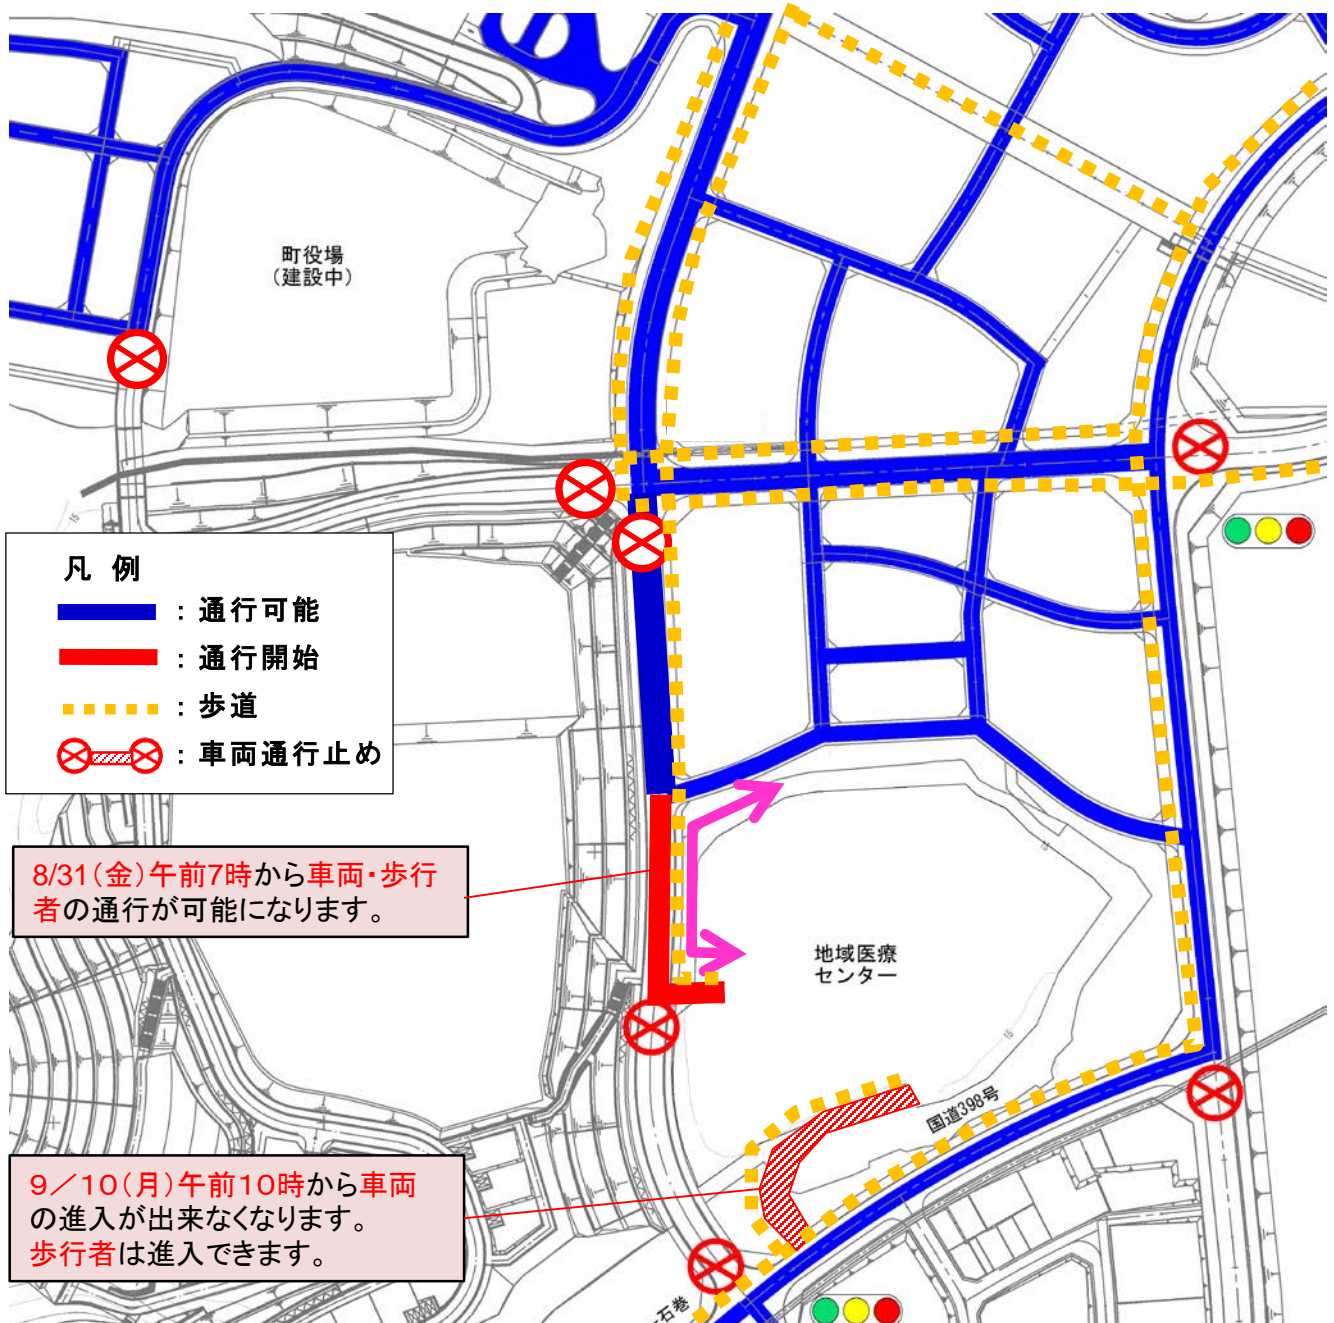 町役場
(建設中)
凡 例
：通行可能
：通行開始
：歩道
：車両通行止め
8/31(金)午前7時から車両・歩行
者の通行が可能になります。
地域医療
センター
国道398号
9／10(月)午前10時から車両
の進入が出来なくなります。
歩行者は進入できます。
石巻
15
15
15